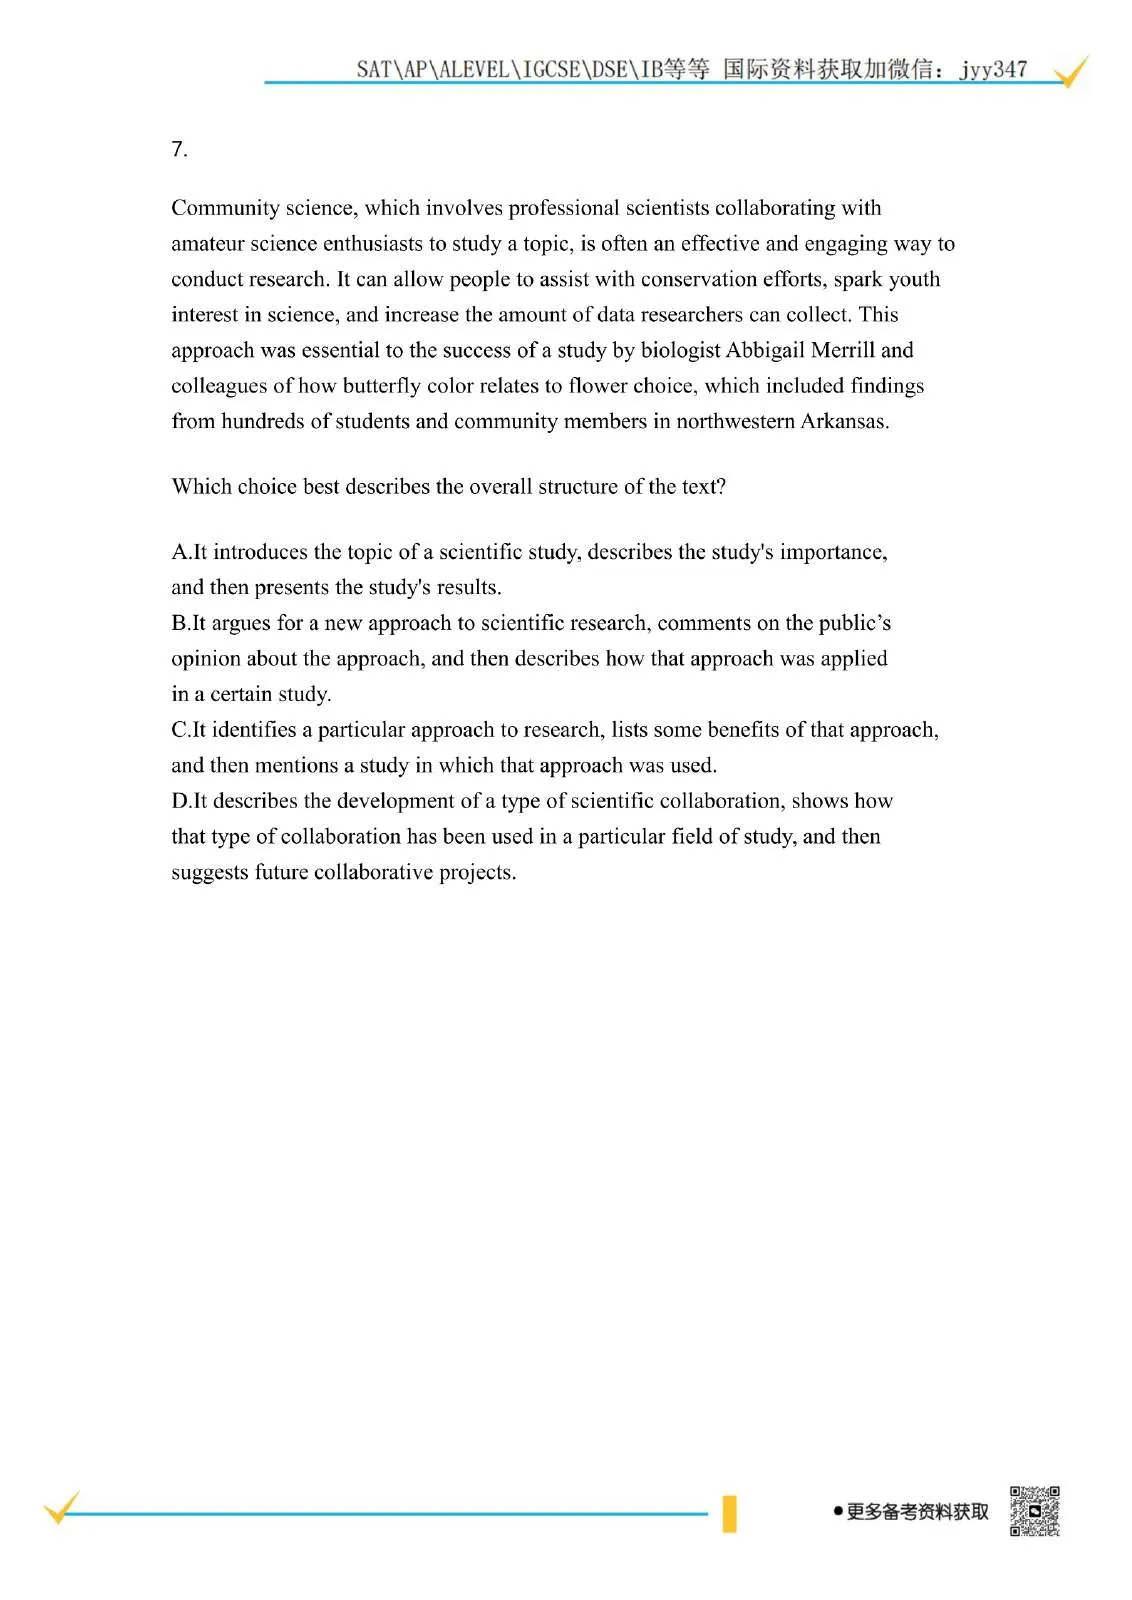 SAT\AP\ALEVEL\IGCSE\DSE\IB等等 国际资料获取加微信：jyy347
7.
Community science, which involves professional scientists collaborating with
amateur science enthusiasts to study a topic, is often an effective and engaging way to
conduct research. It can allow people to assist with conservation efforts, spark youth
interest in science, and increase the amount of data researchers can collect. This
approach was essential to the success of a study by biologist Abbigail Merrill and
colleagues of how butterfly color relates to flower choice, which included findings
from hundreds of students and community members in northwestern Arkansas.
Which choice best describes the overall structure of the text?
A.It introduces the topic of a scientific study, describes the study's importance,
and then presents the study's results.
B.It argues for a new approach to scientific research, comments on the public’s
opinion about the approach, and then describes how that approach was applied
in a certain study.
C.It identifies a particular approach to research, lists some benefits of that approach,
and then mentions a study in which that approach was used.
D.It describes the development of a type of scientific collaboration, shows how
that type of collaboration has been used in a particular field of study, and then
suggests future collaborative projects.
●更多备考资料获取